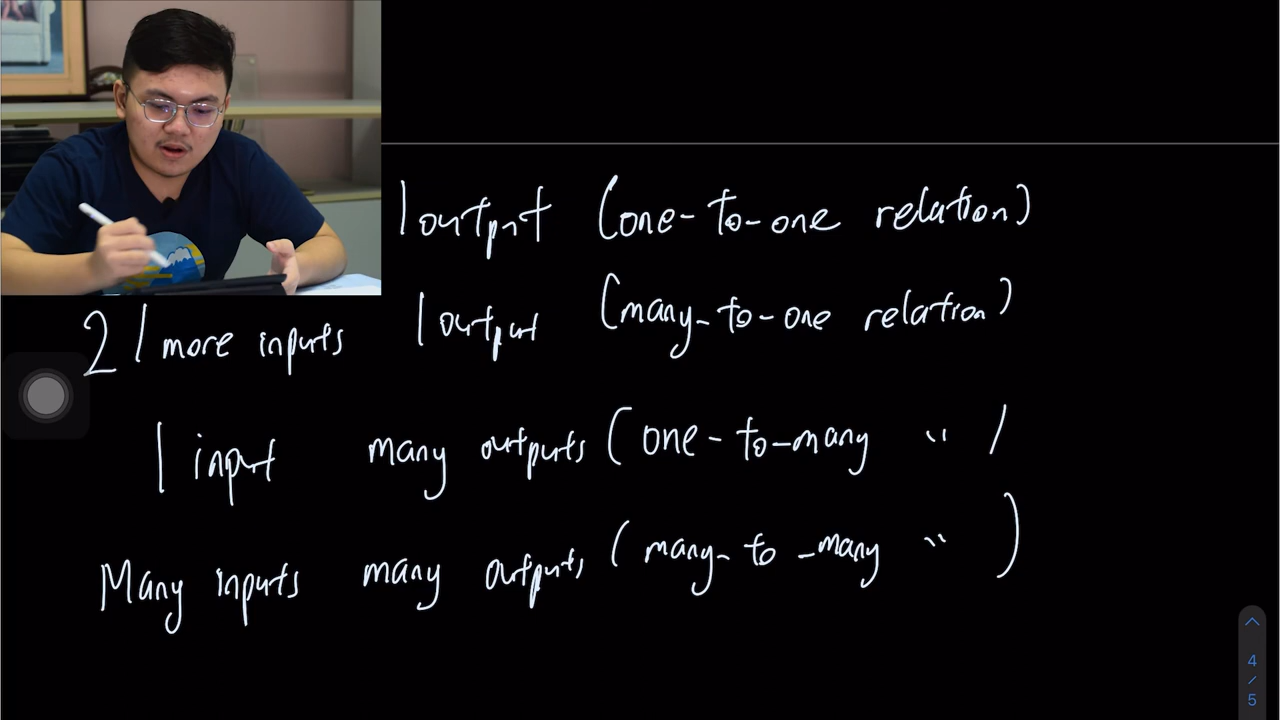 1 output (one-to-one relation)
2/more inputs 1 output (many-to-one relation)
1 input many outputs (one-to-many " )
Many inputs many outputs (many-to-many " )
4
/
5